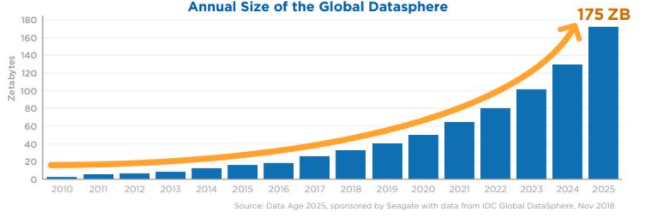 Annual Size of the Global Datasphere
175 ZB
Zetabytes
180
160
140
120
100
80
60
40
20
0
2010 2011 2012 2013 2014 2015 2016 2017 2018 2019 2020 2021 2022 2023 2024 2025
Source: Data Age 2025, sponsored by Seagate with data from IDC Global DataSphere, Nov 2018